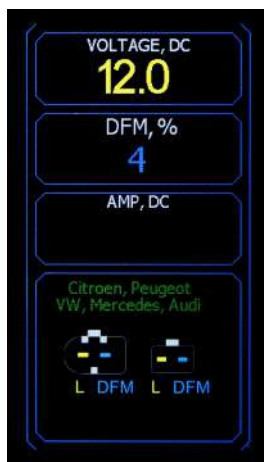 VOLTAGE, DC
12.0
DFM, %
4
AMP, DC
Citroen, Peugeot
VW, Mercedes, Audi
L DFM L DFM